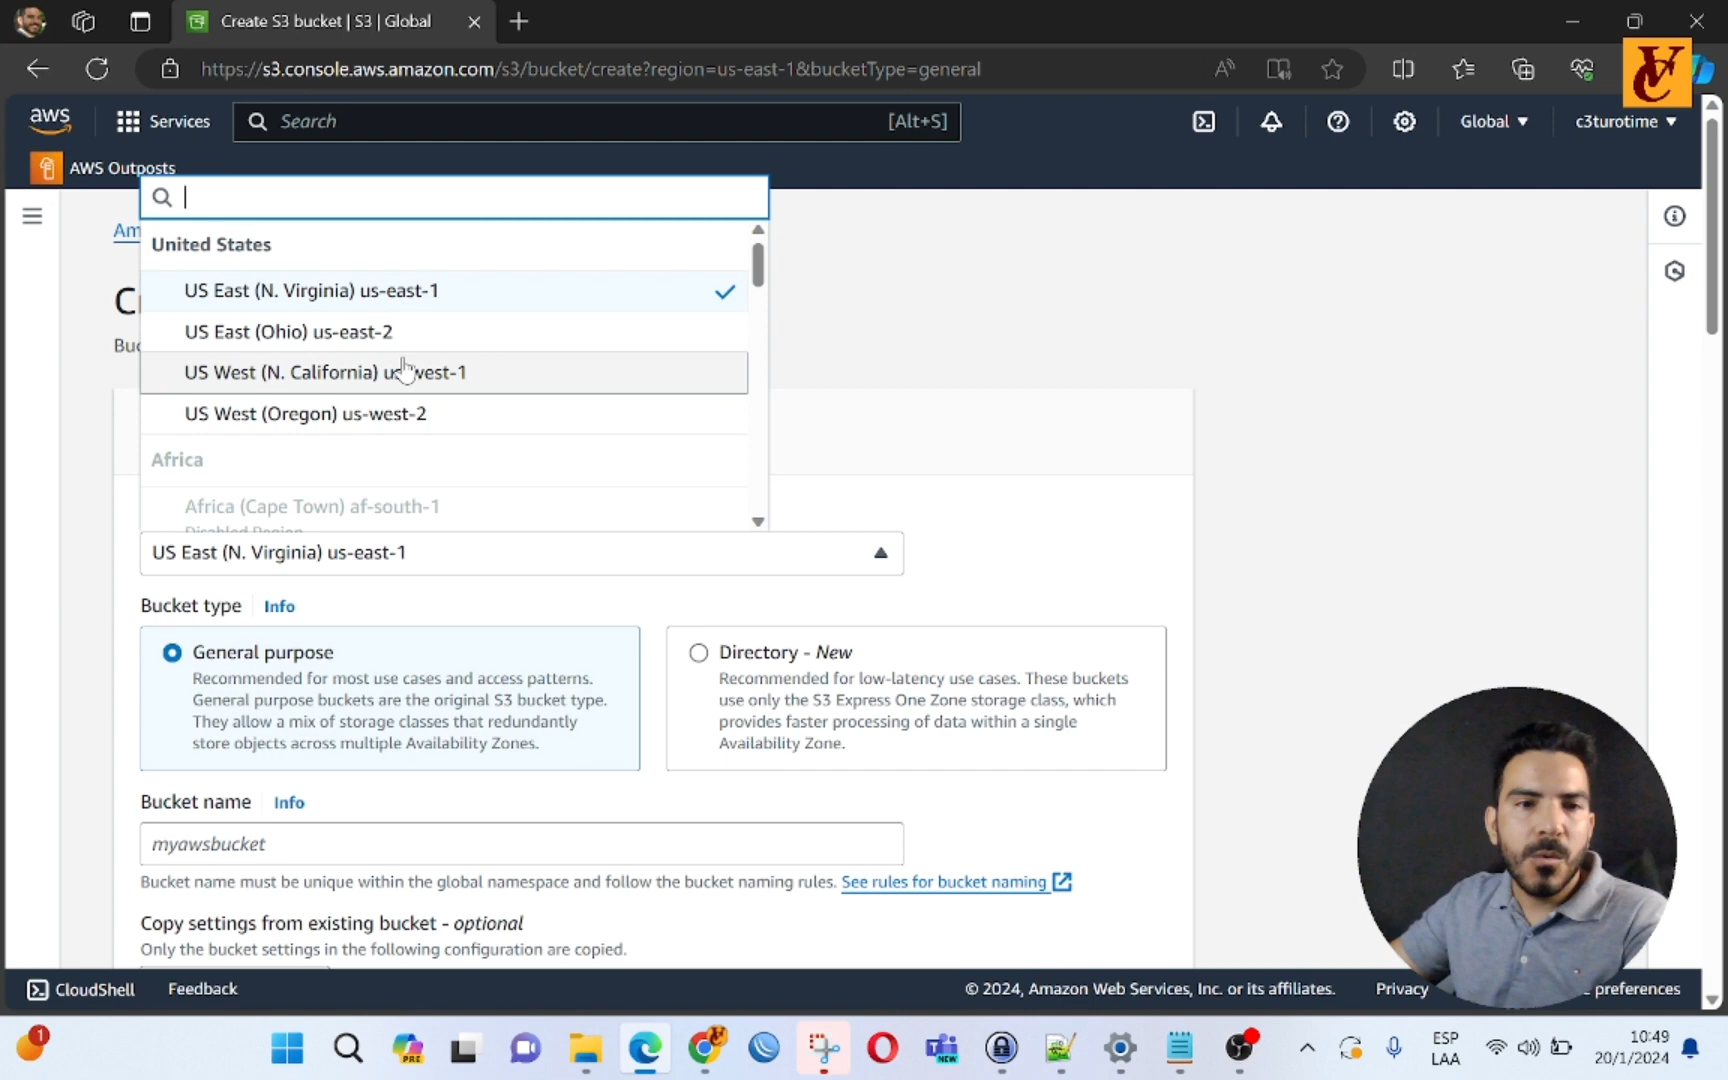 Create S3 bucket | S3 | Global
https://s3.console.aws.amazon.com/s3/bucket/create?region=us-east-1&bucketType=general
aws
Services
Search
[Alt+S]
Global
c3turotime
AWS Outposts
Am
United States
US East (N. Virginia) us-east-1
US East (Ohio) us-east-2
US West (N. California) us-west-1
US West (Oregon) us-west-2
Africa
Africa (Cape Town) af-south-1
Disabled Region
US East (N. Virginia) us-east-1
Bucket type
Info
General purpose
Recommended for most use cases and access patterns.
General purpose buckets are the original S3 bucket type.
They allow a mix of storage classes that redundantly
store objects across multiple Availability Zones.
Directory - New
Recommended for low-latency use cases. These buckets
use only the S3 Express One Zone storage class, which
provides faster processing of data within a single
Availability Zone.
Bucket name
Info
myawsbucket
Bucket name must be unique within the global namespace and follow the bucket naming rules. See rules for bucket naming
Copy settings from existing bucket - optional
Only the bucket settings in the following configuration are copied.
CloudShell
Feedback
© 2024, Amazon Web Services, Inc. or its affiliates.
Privacy
preferences
1
PRE
NEW
ESP
LAA
10:49
20/1/2024